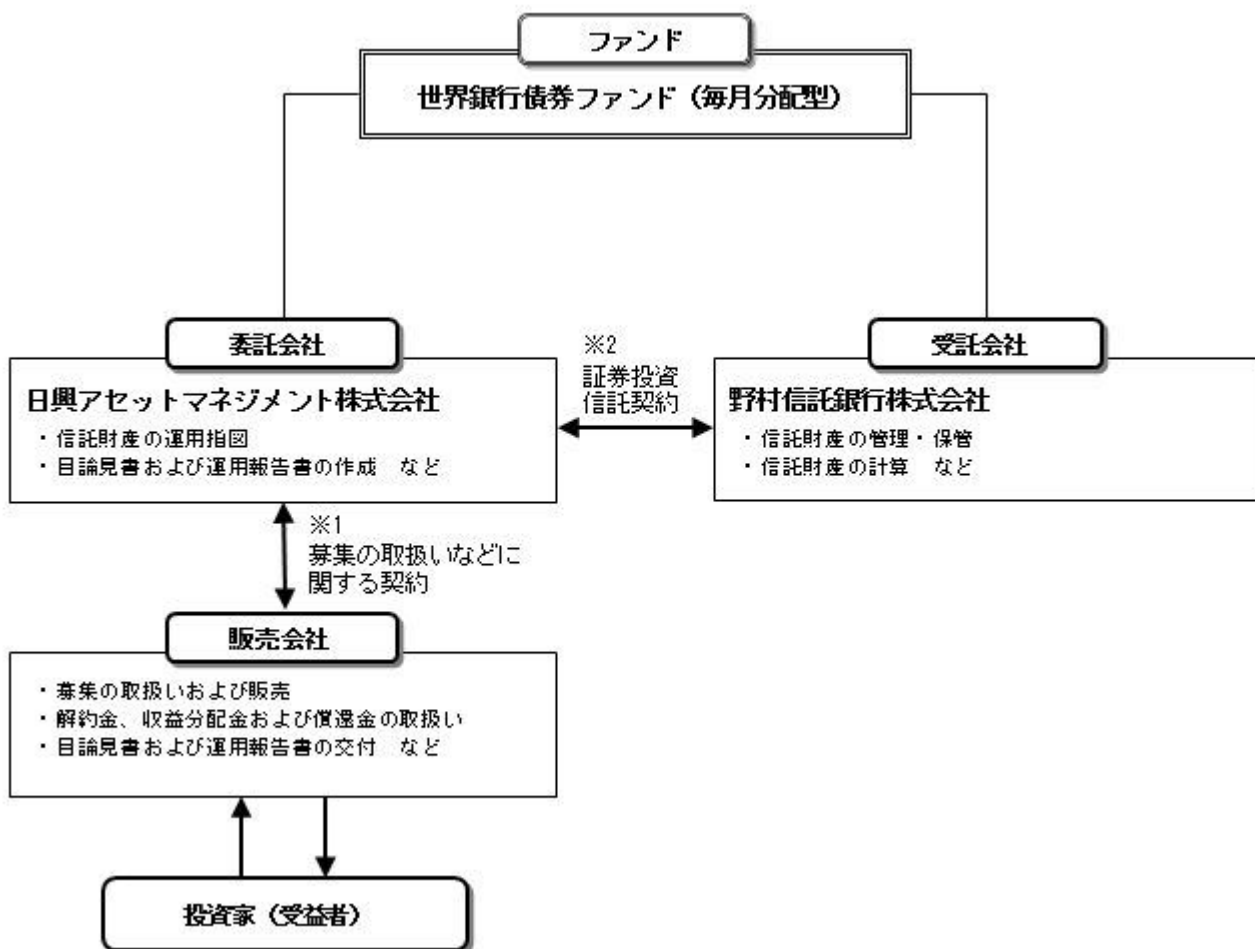 ファンド
世界銀行債券ファンド（毎月分配型）
委託会社
日興アセットマネジメント株式会社
・信託財産の運用指図
・目論見書および運用報告書の作成　など
※2
証券投資
信託契約
受託会社
野村信託銀行株式会社
・信託財産の管理・保管
・信託財産の計算　など
※1
募集の取扱いなどに
関する契約
販売会社
・募集の取扱いおよび販売
・解約金、収益分配金および償還金の取扱い
・目論見書および運用報告書の交付　など
投資家（受益者）